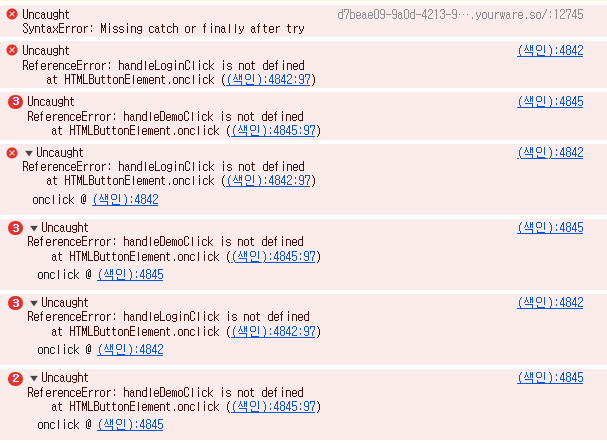 Uncaught d7beae09-9a0d-4213-9….yourware.so/:12745
SyntaxError: Missing catch or finally after try
Uncaught (색인):4842
ReferenceError: handleLoginClick is not defined
at HTMLButtonElement.onclick ((색인):4842:97)
3 Uncaught (색인):4845
ReferenceError: handleDemoClick is not defined
at HTMLButtonElement.onclick ((색인):4845:97)
Uncaught (색인):4842
ReferenceError: handleLoginClick is not defined
at HTMLButtonElement.onclick ((색인):4842:97)
onclick @ (색인):4842
3 Uncaught (색인):4845
ReferenceError: handleDemoClick is not defined
at HTMLButtonElement.onclick ((색인):4845:97)
onclick @ (색인):4845
3 Uncaught (색인):4842
ReferenceError: handleLoginClick is not defined
at HTMLButtonElement.onclick ((색인):4842:97)
onclick @ (색인):4842
2 Uncaught (색인):4845
ReferenceError: handleDemoClick is not defined
at HTMLButtonElement.onclick ((색인):4845:97)
onclick @ (색인):4845